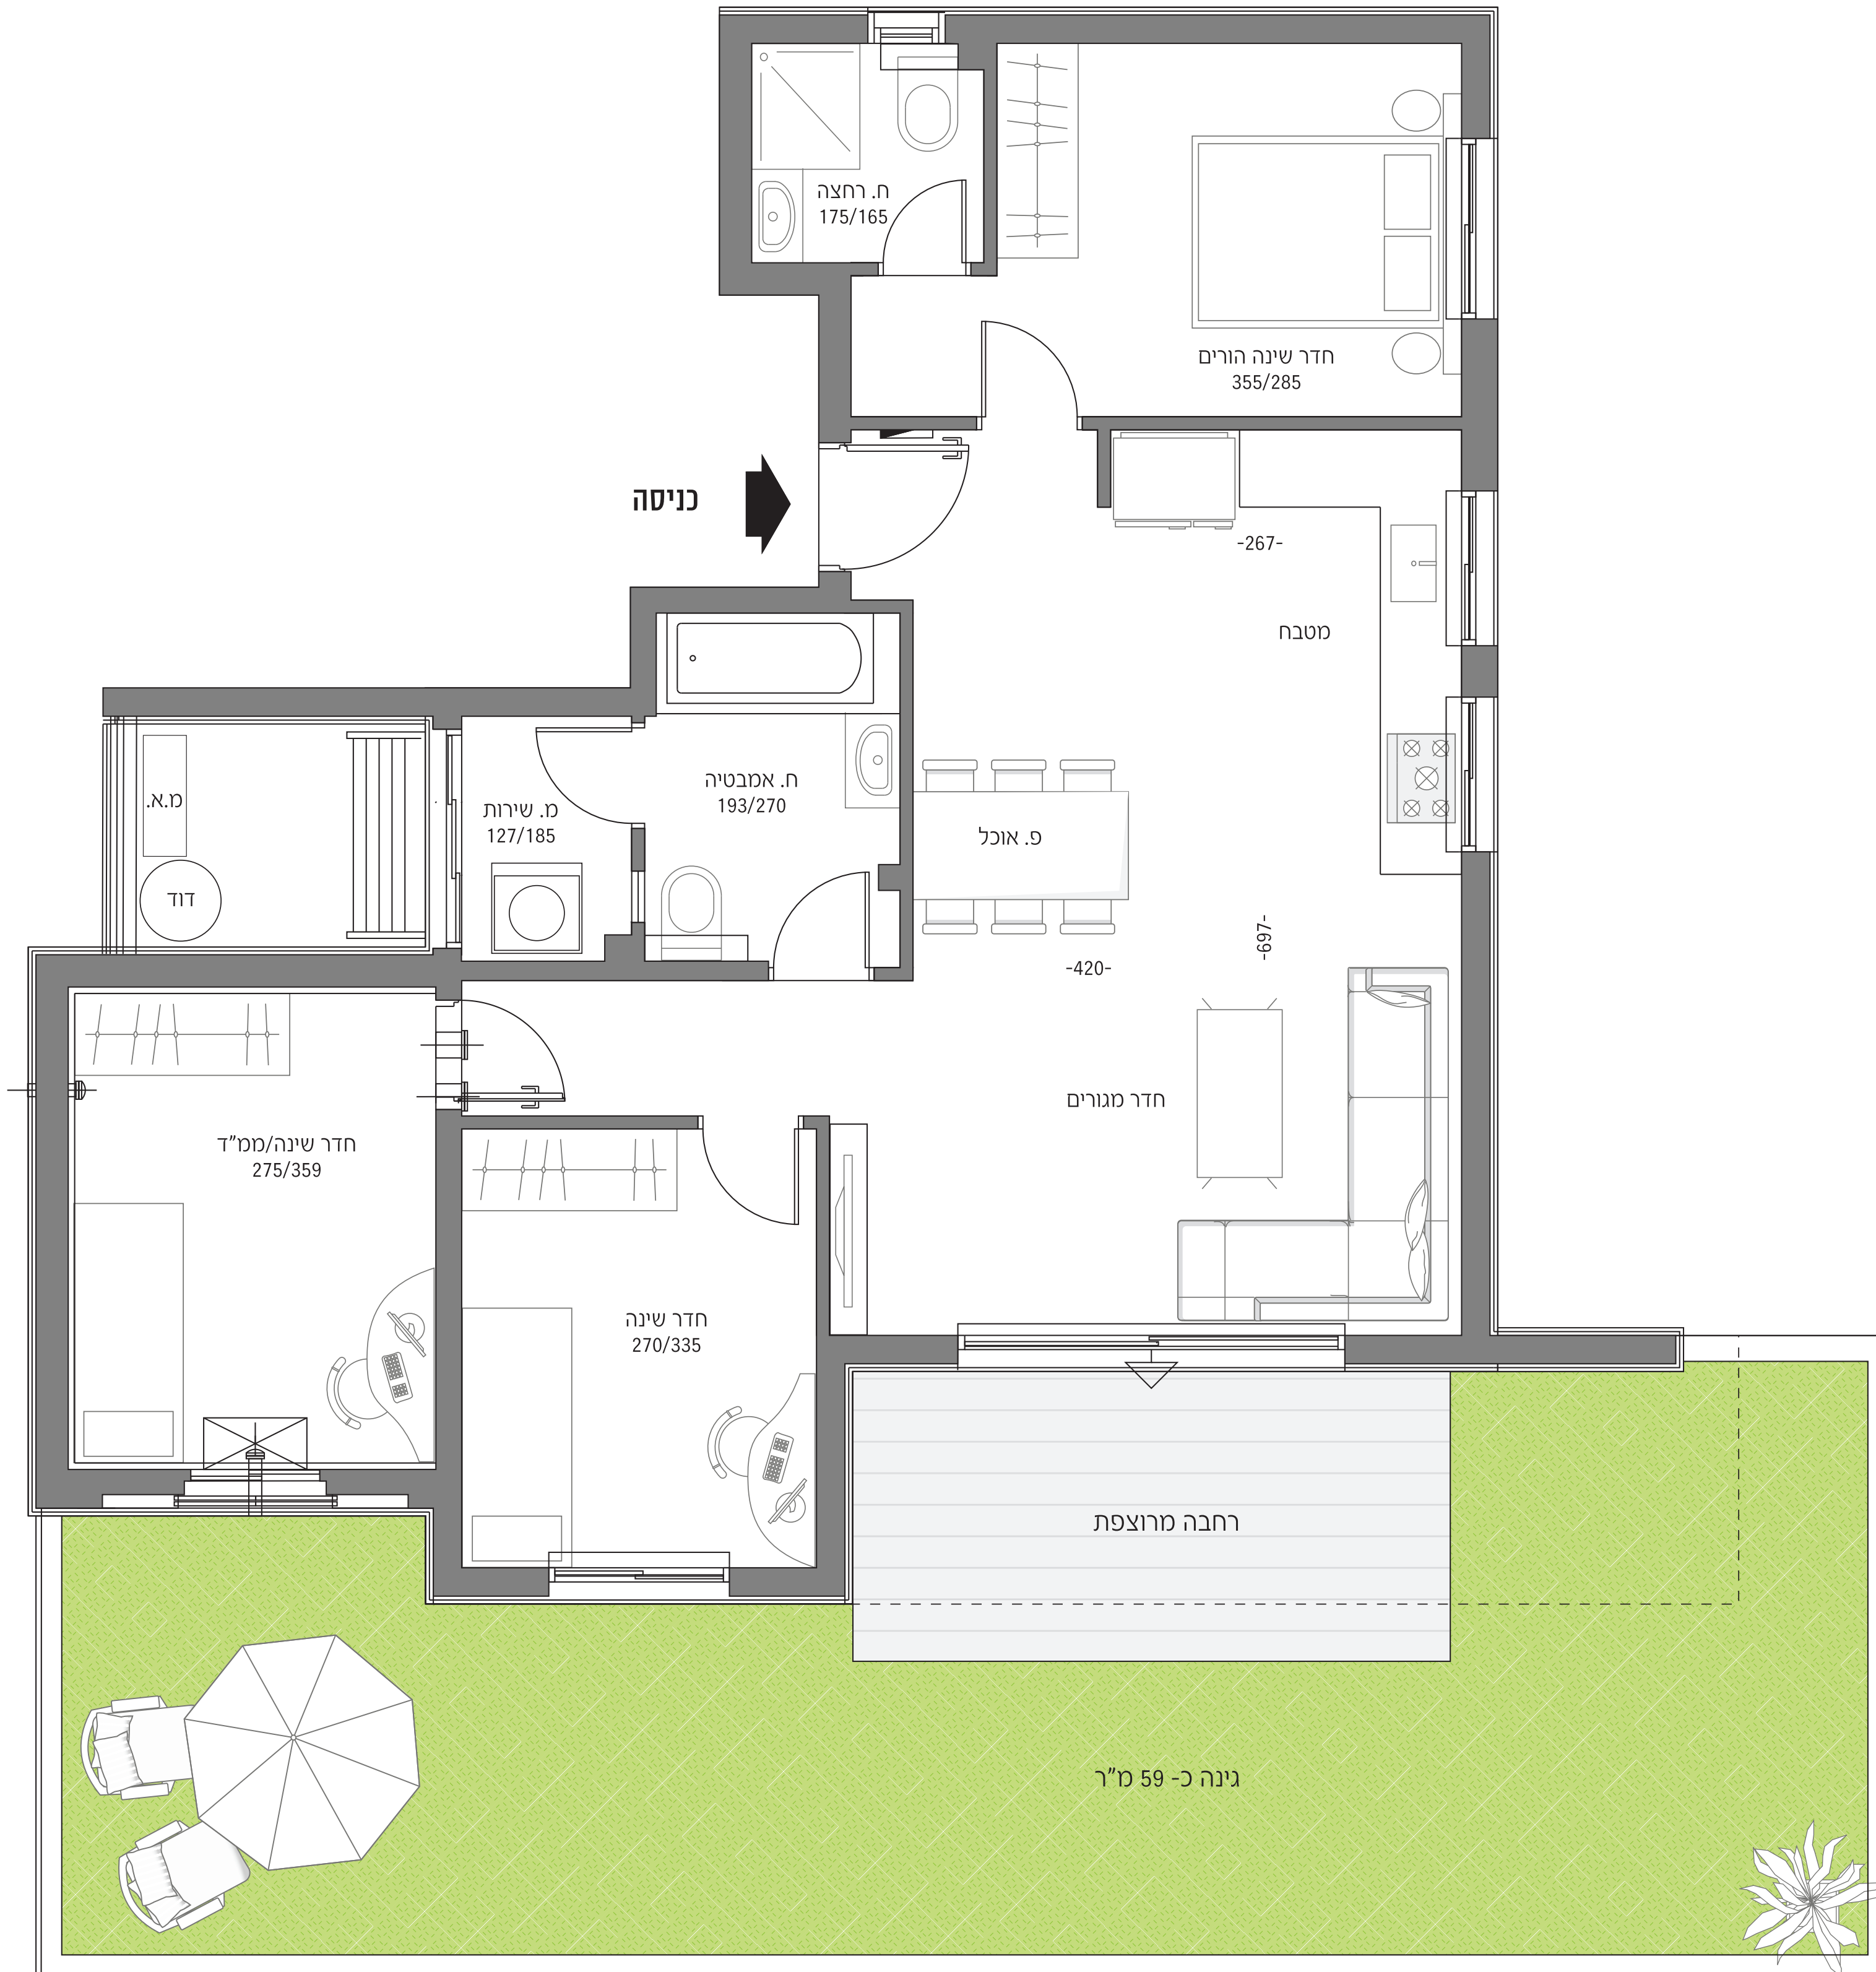 ח. רחצה
175/165
חדר שינה הורים
355/285
כניסה
-267-
מטבח
ח. אמבטיה
193/270
מ. שירות
127/185
מ.א.
דוד
פ. אוכל
-697-
-420-
חדר מגורים
חדר שינה/ממ"ד
275/359
חדר שינה
270/335
רחבה מרוצפת
גינה כ- 59 מ"ר